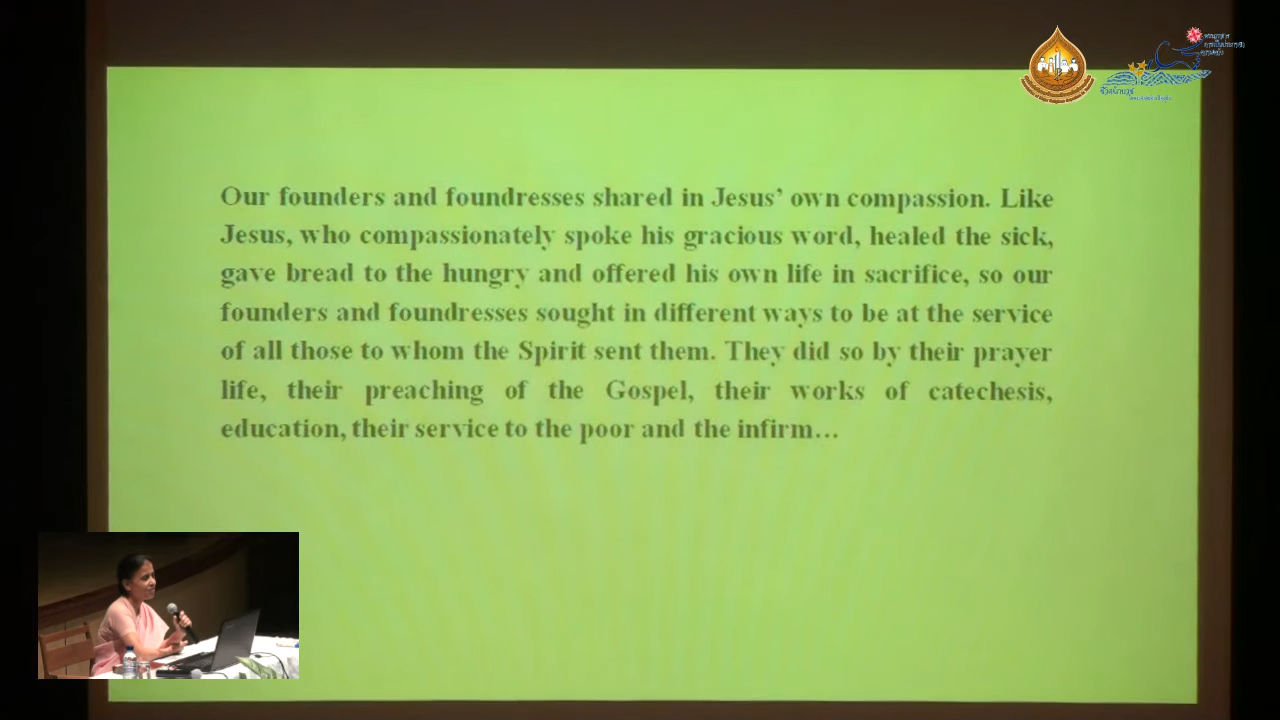 Our founders and foundresses shared in Jesus’ own compassion. Like
Jesus, who compassionately spoke his gracious word, healed the sick,
gave bread to the hungry and offered his own life in sacrifice, so our
founders and foundresses sought in different ways to be at the service
of all those to whom the Spirit sent them. They did so by their prayer
life, their preaching of the Gospel, their works of catechesis,
education, their service to the poor and the infirm…